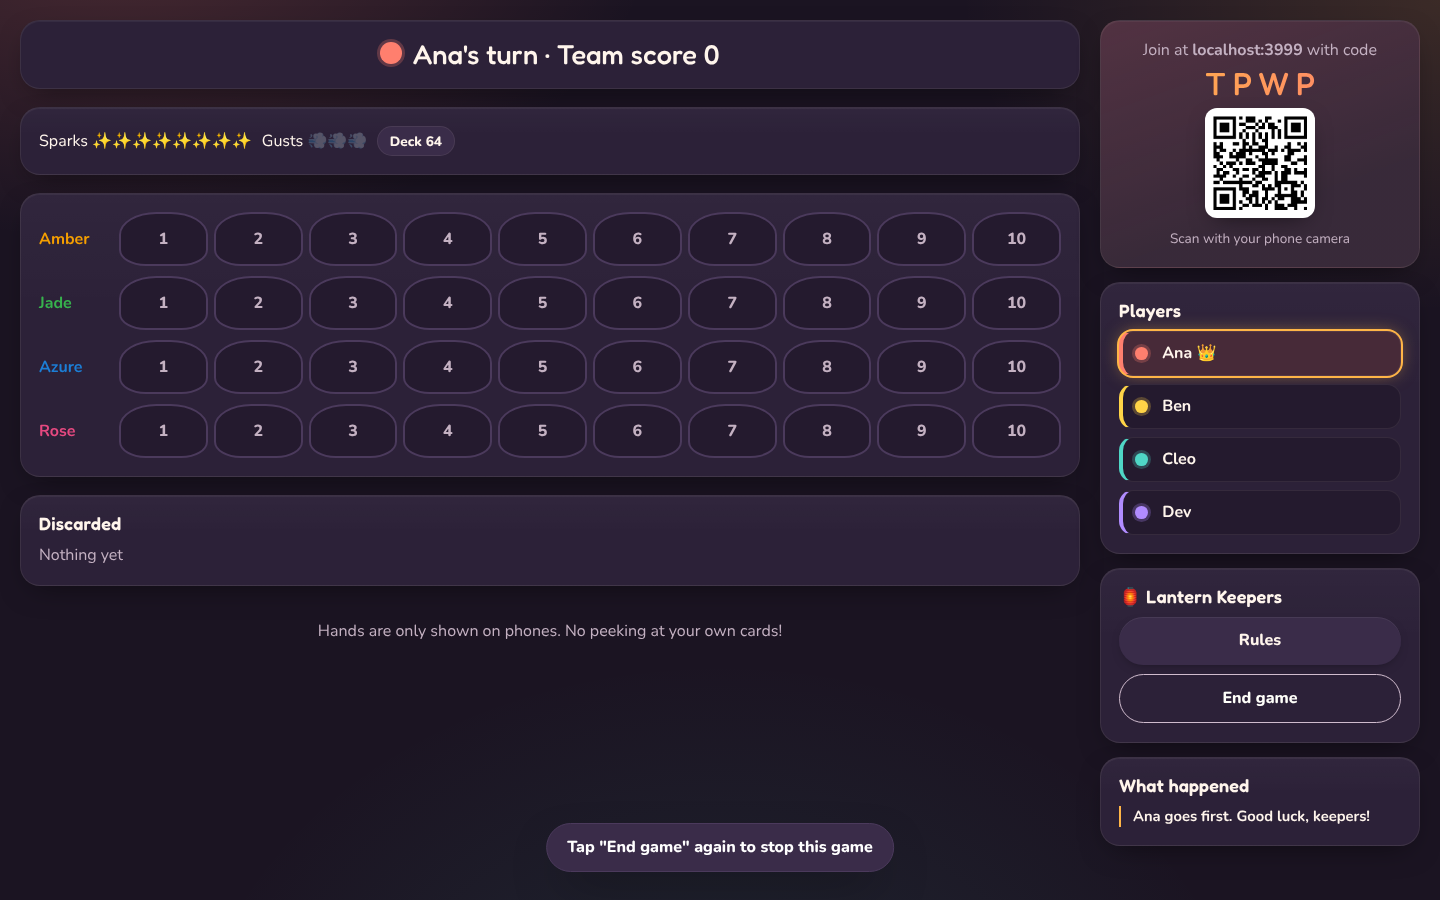 Ana's turn · Team score 0
Sparks ✨✨✨✨✨✨✨✨ Gusts 💨💨💨 Deck 64
Amber 1 2 3 4 5 6 7 8 9 10
Jade 1 2 3 4 5 6 7 8 9 10
Azure 1 2 3 4 5 6 7 8 9 10
Rose 1 2 3 4 5 6 7 8 9 10
Discarded
Nothing yet
Hands are only shown on phones. No peeking at your own cards!
Tap "End game" again to stop this game
Join at localhost:3999 with code
TPWP
Scan with your phone camera
Players
Ana 👑
Ben
Cleo
Dev
🏮 Lantern Keepers
Rules
End game
What happened
Ana goes first. Good luck, keepers!